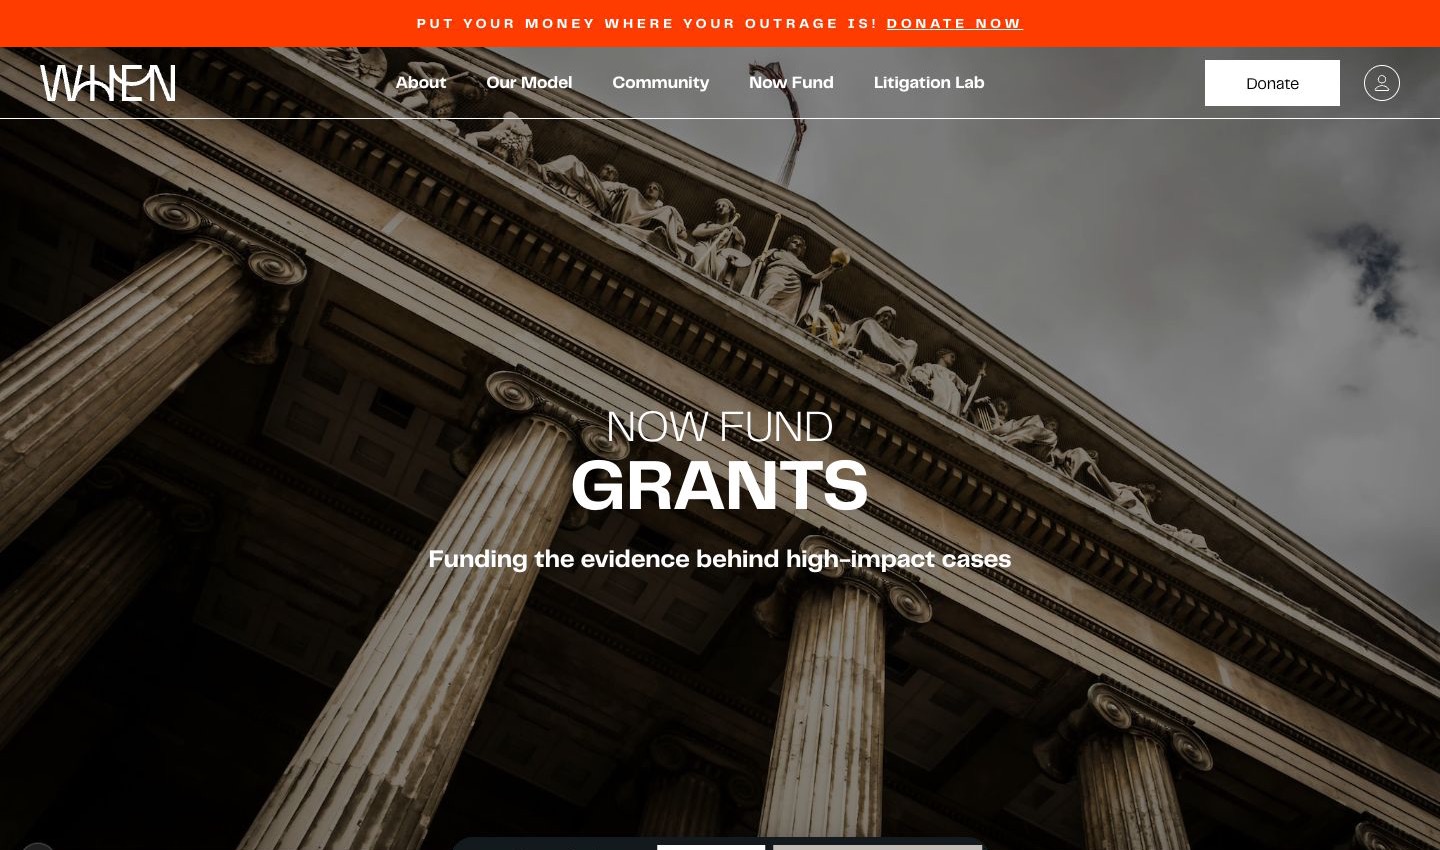 PUT YOUR MONEY WHERE YOUR OUTRAGE IS! DONATE NOW
WHEN
About
Our Model
Community
Now Fund
Litigation Lab
Donate
NOW FUND
GRANTS
Funding the evidence behind high-impact cases